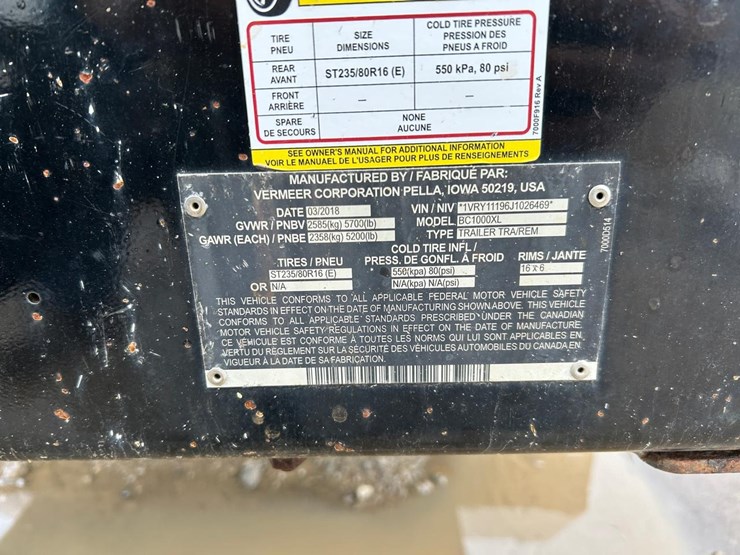 TIRE PNEU SIZE DIMENSIONS COLD TIRE PRESSURE PRESSION DES PNEUS A FROID
REAR AVANT ST235/80R16 (E) 550 kPa, 80 psi
FRONT ARRIÈRE – –
SPARE DE SECOURS NONE AUCUNE
7000F916 Rev A
SEE OWNER'S MANUAL FOR ADDITIONAL INFORMATION
VOIR LE MANUAEL DE L'USAGER POUR PLUS DE RENSEIGNEMENTS
MANUFACTURED BY / FABRIQUÉ PAR:
VERMEER CORPORATION PELLA, IOWA 50219, USA
DATE 03/2018 VIN / NIV *1VRY11196J1026469*
GVWR / PNBV 2585(kg) 5700(lb) MODEL BC1000XL
GAWR (EACH) / PNBE 2358(kg) 5200(lb) TYPE TRAILER TRA/REM
7000D514
TIRES / PNEU COLD TIRE INFL / PRESS. DE GONFL. À FROID RIMS / JANTE
ST235/80R16 (E) 550(kpa) 80(psi) 16 x 6
OR N/A N/A(kpa) N/A(psi)
THIS VEHICLE CONFORMS TO ALL APPLICABLE FEDERAL MOTOR VEHICLE SAFETY
STANDARDS IN EFFECT ON THE DATE OF MANUFACTURING SHOWN ABOVE. THIS VEHICLE
CONFORMS TO ALL APPLICABLE STANDARDS PRESCRIBED UNDER THE CANADIAN
MOTOR VEHICLE SAFETY REGULATIONS IN EFFECT ON THE DATE OF MANUFACTURE.
CE VÉHICULE EST CONFORME À TOUTES LES NORMES QUI LUI SONT APPLICABLES EN
VERTU DU RÈGLEMENT SUR LA SÉCURITÉ DES VÉHICULES AUTOMOBILES DU CANADA EN
VIGUEUR À LA DATE DE SA FABRICATION.